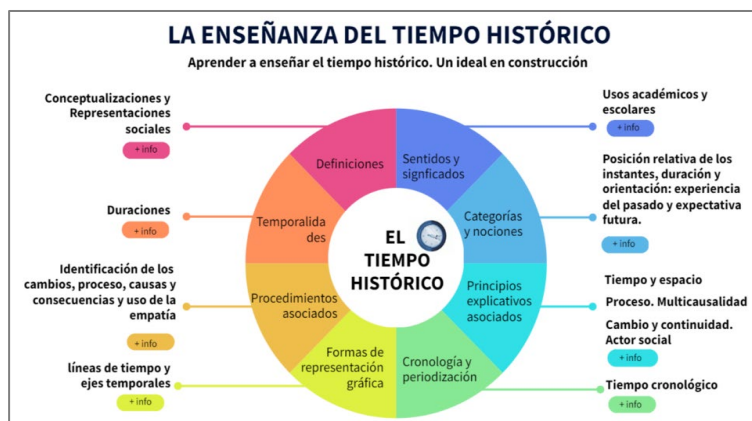 LA ENSEÑANZA DEL TIEMPO HISTÓRICO
Aprender a enseñar el tiempo histórico. Un ideal en construcción
Conceptualizaciones y
Representaciones
sociales
+ info
Duraciones
+ info
Identificación de los
cambios, proceso, causas y
consecuencias y uso de la
empatía
+ info
líneas de tiempo y
ejes temporales
+ info
Definiciones
Sentidos y
signficados
Temporalida
des
Categorías
y nociones
EL
TIEMPO
HISTÓRICO
Procedimientos
asociados
Principios
explicativos
asociados
Formas de
representación
gráfica
Cronología y
periodización
Usos académicos y
escolares
+ info
Posición relativa de los
instantes, duración y
orientación: experiencia
del pasado y expectativa
futura.
+ info
Tiempo y espacio
Proceso. Multicausalidad
Cambio y continuidad.
Actor social
+ info
Tiempo cronológico
+ info